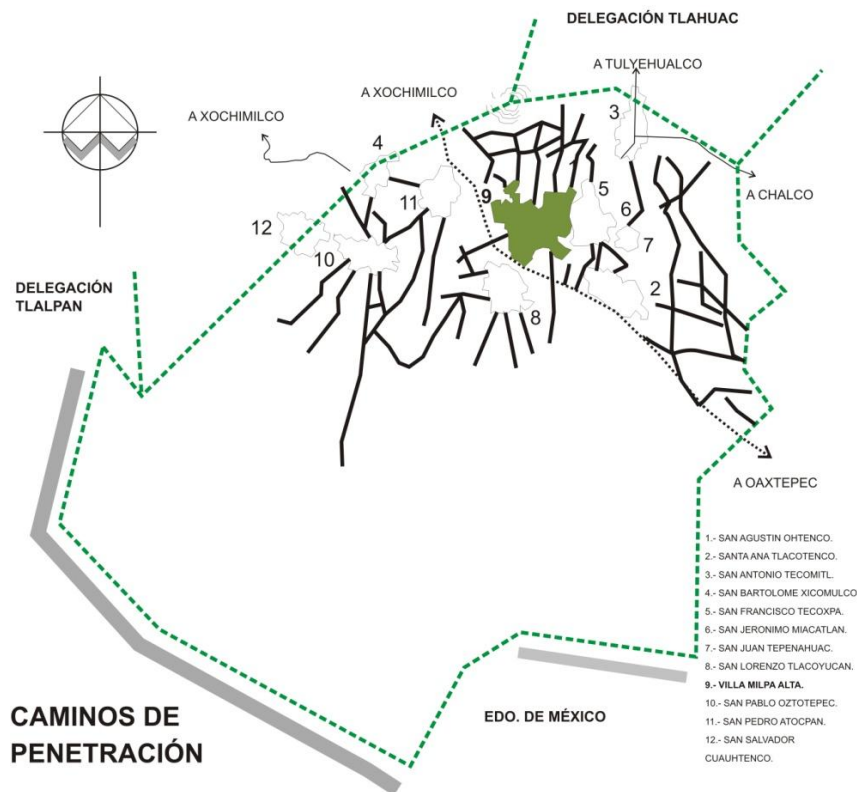 DELEGACIÓN TLAHUAC
A TULYEHUALCO
A XOCHIMILCO
A XOCHIMILCO
3
4
A CHALCO
9
5
11
12
6
7
10
DELEGACIÓN
TLALPAN
2
8
A OAXTEPEC
1.- SAN AGUSTIN OHTENCO.
2.- SANTA ANA TLACOTENCO.
3.- SAN ANTONIO TECOMITL.
4.- SAN BARTOLOME XICOMULCO
5.- SAN FRANCISCO TECOXPA.
6.- SAN JERONIMO MIACATLAN.
7.- SAN JUAN TEPENAHUAC.
8.- SAN LORENZO TLACOYUCAN.
9.- VILLA MILPA ALTA.
10.- SAN PABLO OZTOTEPEC.
11.- SAN PEDRO ATOCPAN.
12.- SAN SALVADOR
CUAUHTENCO.
EDO. DE MÉXICO
CAMINOS DE
PENETRACIÓN